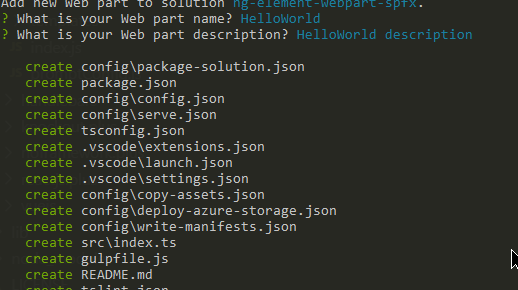 Add new Web part to solution ng-element-webpart-spfx.
? What is your Web part name? HelloWorld
? What is your Web part description? HelloWorld description
create config\package-solution.json
create package.json
create config\config.json
create config\serve.json
create tsconfig.json
create .vscode\extensions.json
create .vscode\launch.json
create .vscode\settings.json
create config\copy-assets.json
create config\deploy-azure-storage.json
create config\write-manifests.json
create src\index.ts
create gulpfile.js
create README.md
create tslint.json